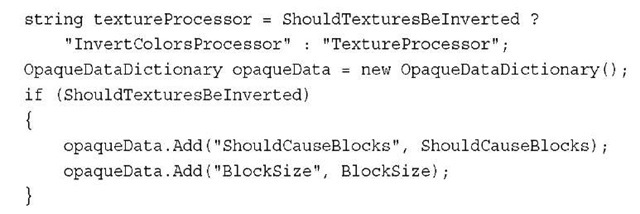 string textureProcessor = ShouldTexturesBeInverted ?
"InvertColorsProcessor" : "TextureProcessor";
OpaqueDataDictionary opaqueData = new OpaqueDataDictionary();
if (ShouldTexturesBeInverted)
{
opaqueData.Add("ShouldCauseBlocks", ShouldCauseBlocks);
opaqueData.Add("BlockSize", BlockSize);
}